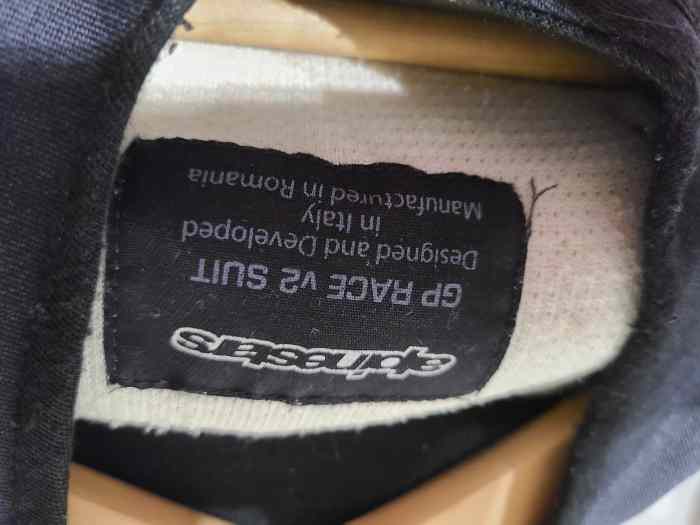 alpinestars
GP RACE v2 SUIT
Designed and Developed
in Italy
Manufactured in Romania